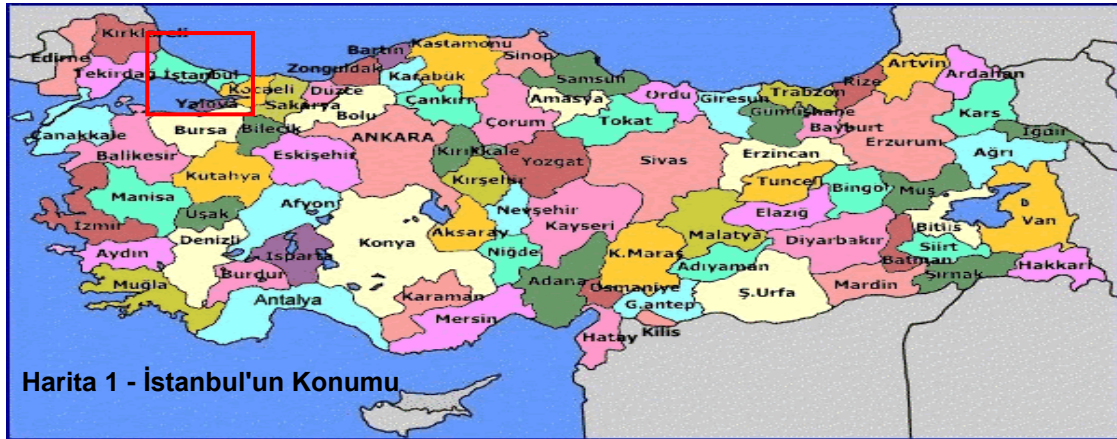 Kırklareli
Edirne
Tekirdağ
İstanbul
Kocaeli
Yalova
Sakarya
Düzce
Zonguldak
Bartın
Kastamonu
Karabük
Sinop
Samsun
Ordu
Giresun
Trabzon
Rize
Artvin
Ardahan
Çanakkale
Bursa
Bilecik
Bolu
Çankırı
Çorum
Amasya
Tokat
Gümüşhane
Bayburt
Erzurum
Kars
Iğdır
Balikesir
Eskişehir
ANKARA
Kırıkkale
Yozgat
Sivas
Erzincan
Ağrı
Kutahya
Kırşehir
Tunceli
Bingöl
Muş
Manisa
Uşak
Afyon
Nevşehir
Kayseri
Malatya
Elazığ
Bitlis
Van
İzmir
Aydın
Denizli
Isparta
Konya
Aksaray
Niğde
K.Maraş
Adıyaman
Diyarbakır
Batman
Siirt
Şırnak
Hakkari
Muğla
Burdur
Antalya
Karaman
Mersin
Adana
Osmaniye
G.antep
Ş.Urfa
Mardin
Hatay
Kilis
Harita 1 - İstanbul'un Konumu